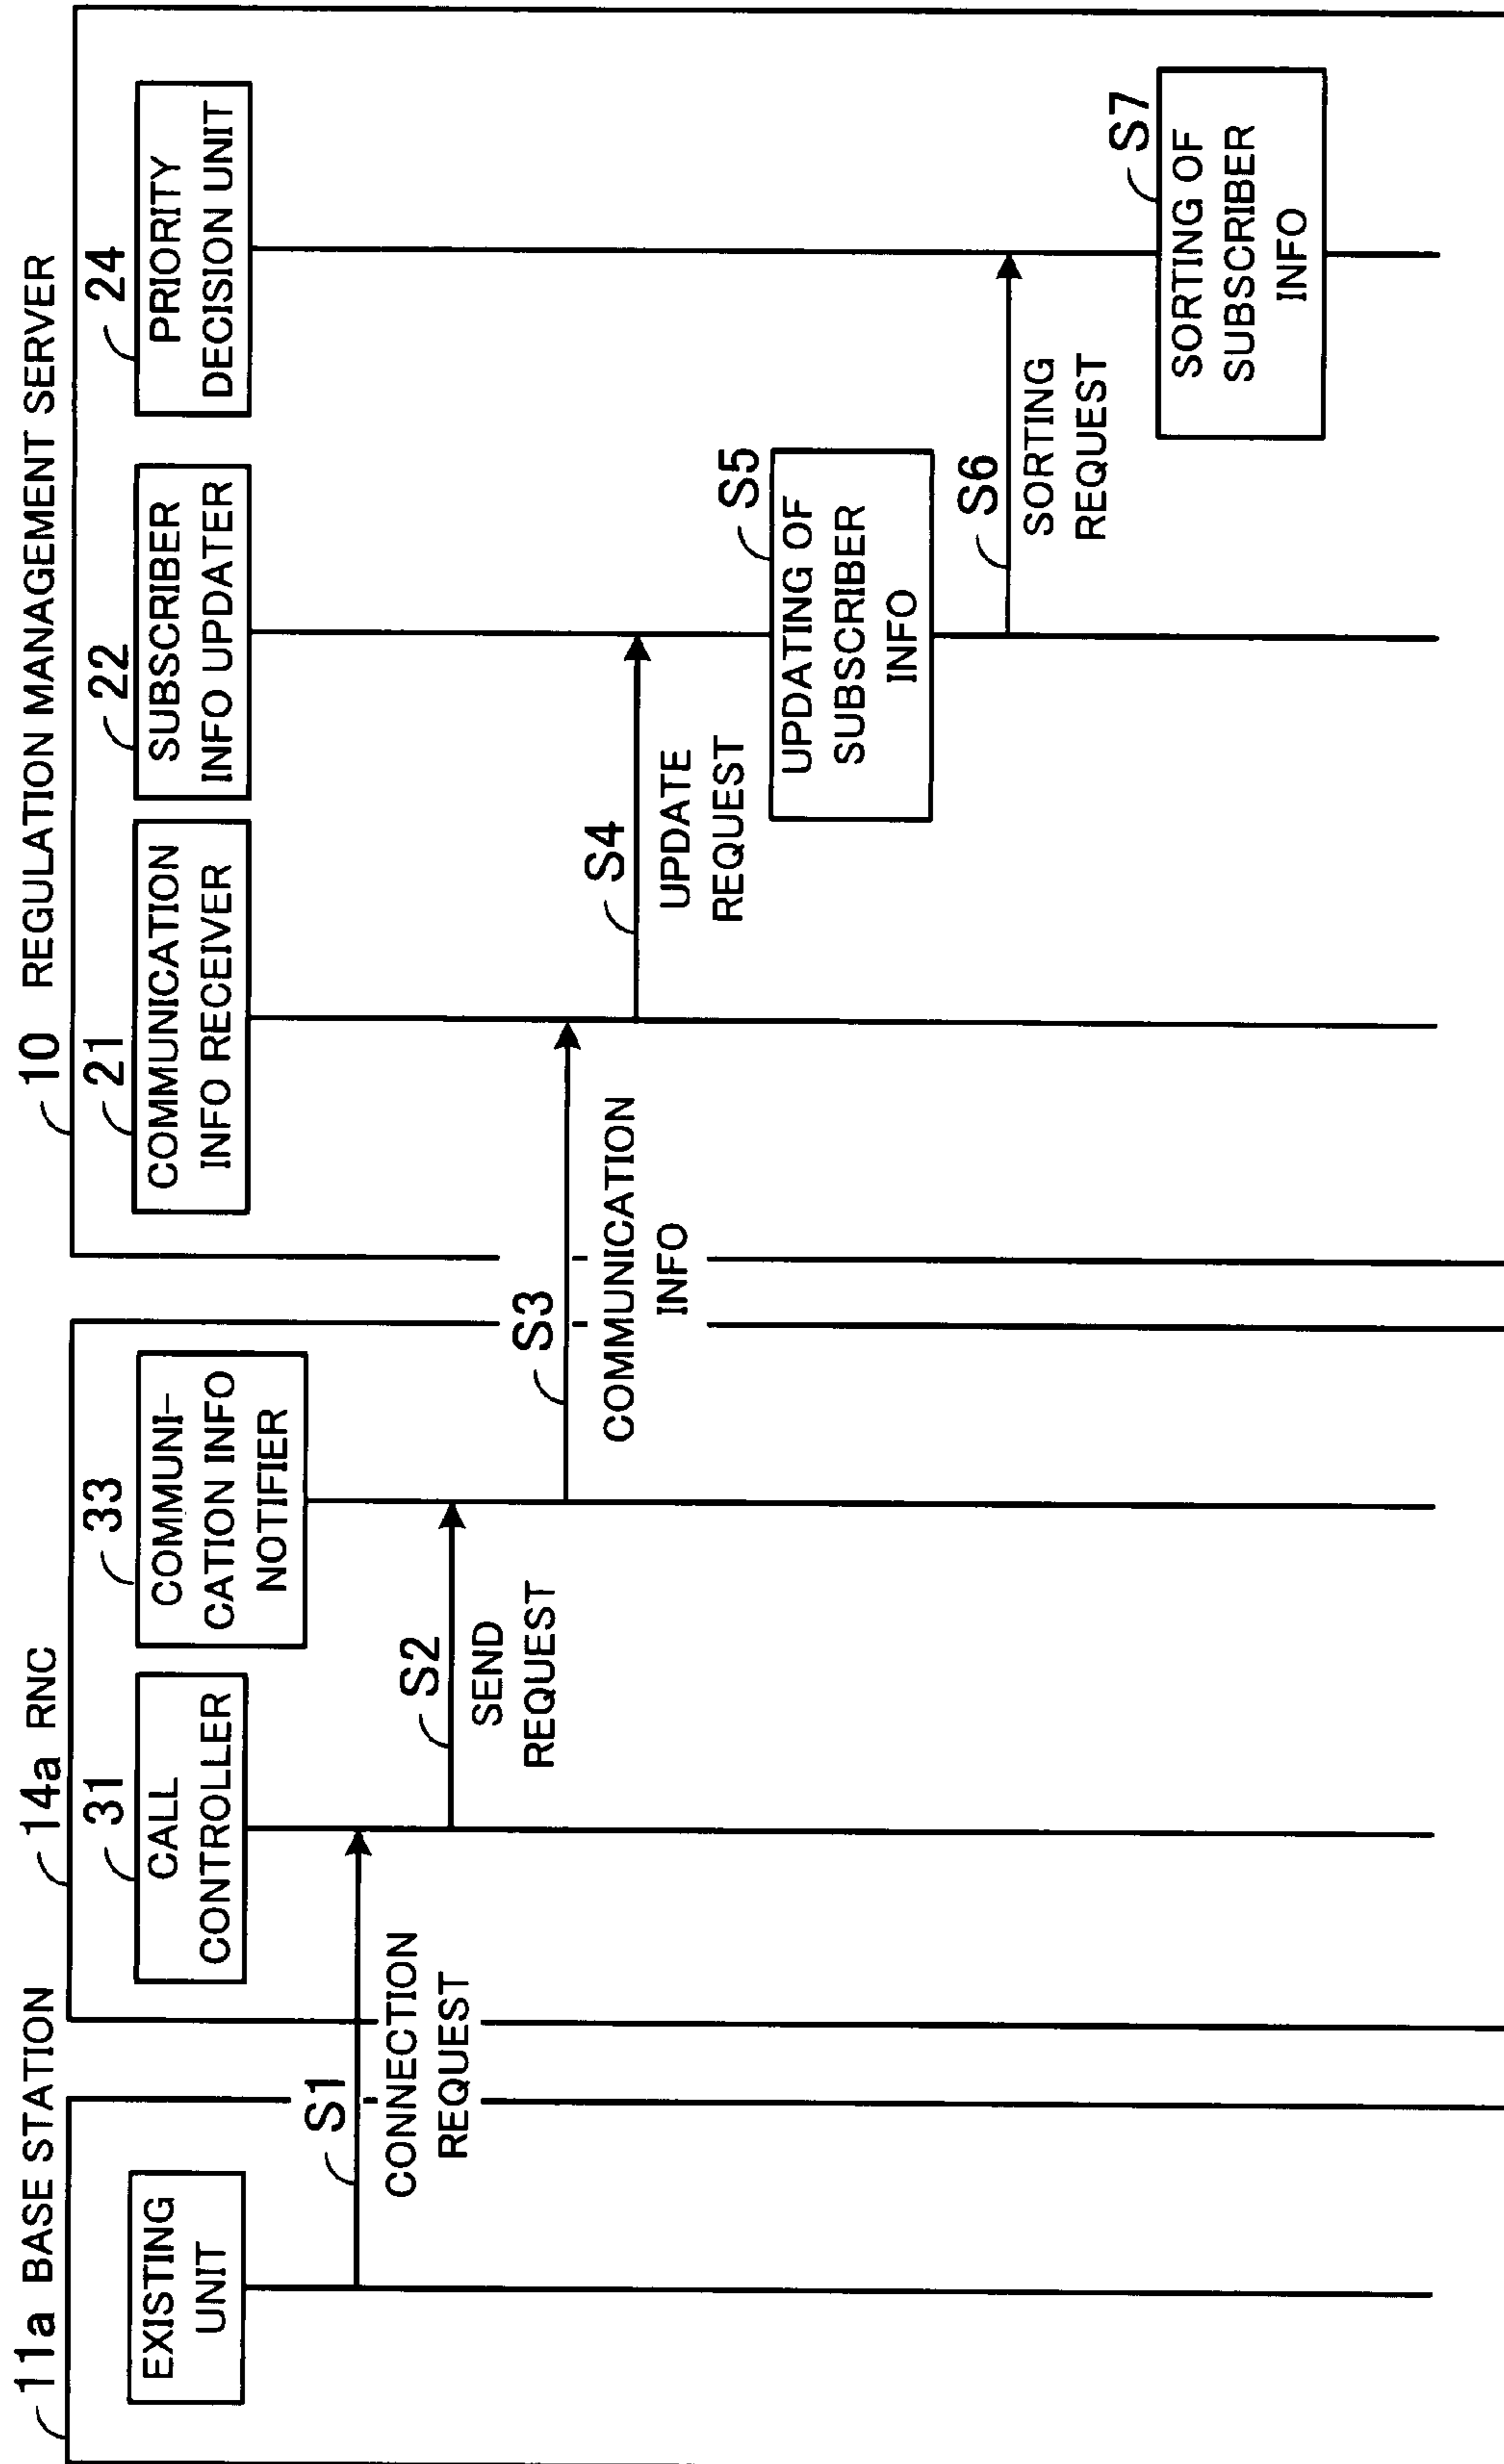 11a BASE STATION
EXISTING
UNIT
14a RNC
31
CALL
CONTROLLER
33
COMMUNI-
CATION INFO
NOTIFIER
10 REGULATION MANAGEMENT SERVER
21
COMMUNICATION
INFO RECEIVER
22
SUBSCRIBER
INFO UPDATER
24
PRIORITY
DECISION UNIT
S1
CONNECTION
REQUEST
S2
SEND
REQUEST
S3
COMMUNICATION
INFO
S4
UPDATE
REQUEST
S5
UPDATING OF
SUBSCRIBER
INFO
S6
SORTING
REQUEST
S7
SORTING OF
SUBSCRIBER
INFO